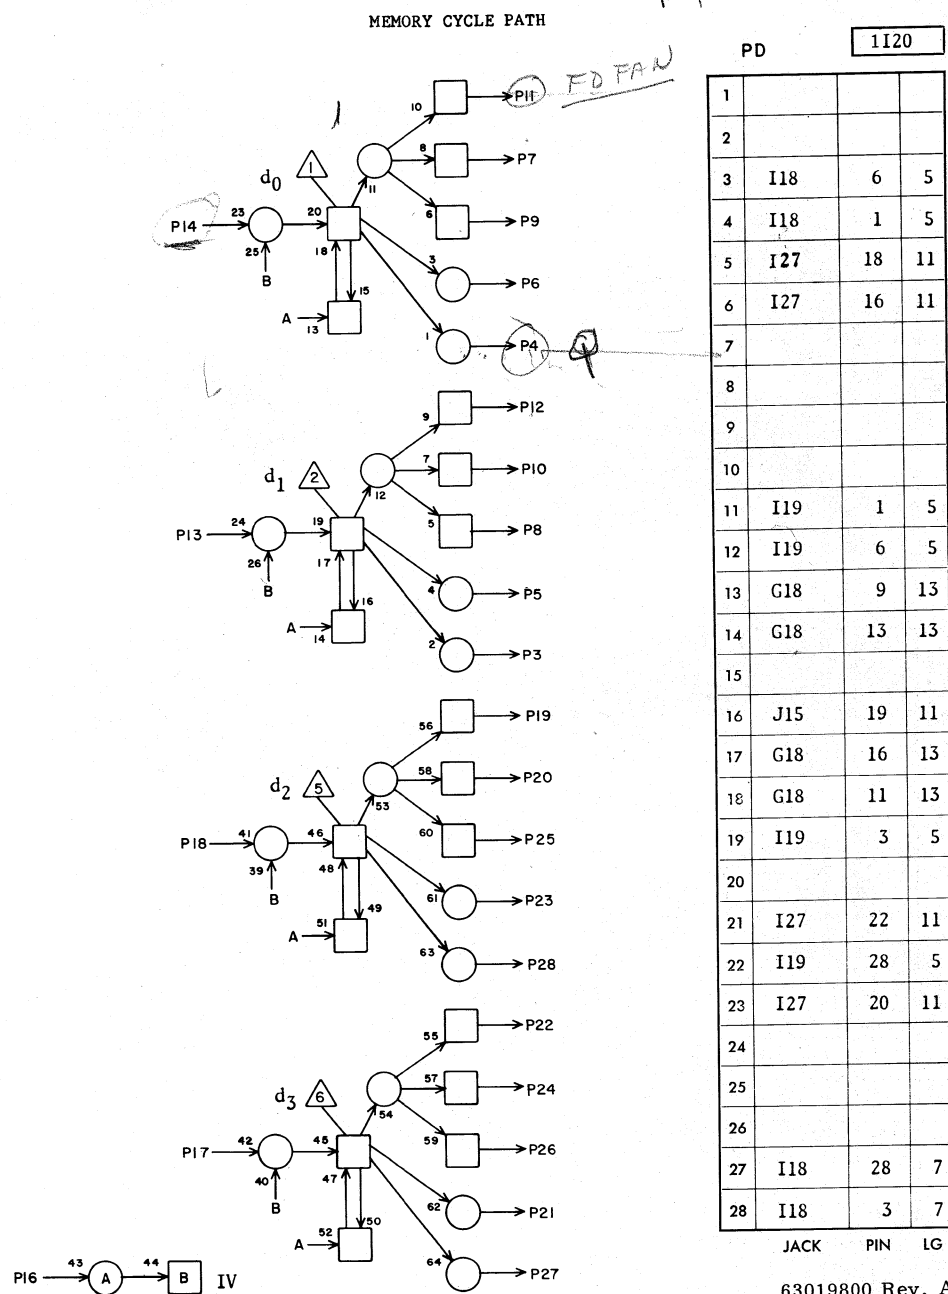 MEMORY CYCLE PATH
PD 1I20
10 P11 FD FAN
8 P7
11
6 P9
d0 1
P14 23 20
18
25 B
3 P6
15
A 13
1 P4
9 P12
7 P10
12
5 P8
d1 2
P13 24 19
17
26 B
4 P5
16
A 14
2 P3
56 P19
58 P20
53
60 P25
d2 5
P18 41 46
48
39 B
61 P23
49
A 51
63 P28
55 P22
57 P24
54
59 P26
d3 6
P17 42 45
47
40 B
62 P21
50
A 52
64 P27
P16 43 A 44 B IV
1
2
3 I18 6 5
4 I18 1 5
5 I27 18 11
6 I27 16 11
7
8
9
10
11 I19 1 5
12 I19 6 5
13 G18 9 13
14 G18 13 13
15
16 J15 19 11
17 G18 16 13
18 G18 11 13
19 I19 3 5
20
21 I27 22 11
22 I19 28 5
23 I27 20 11
24
25
26
27 I18 28 7
28 I18 3 7
JACK PIN LG
63019800 Rev. A